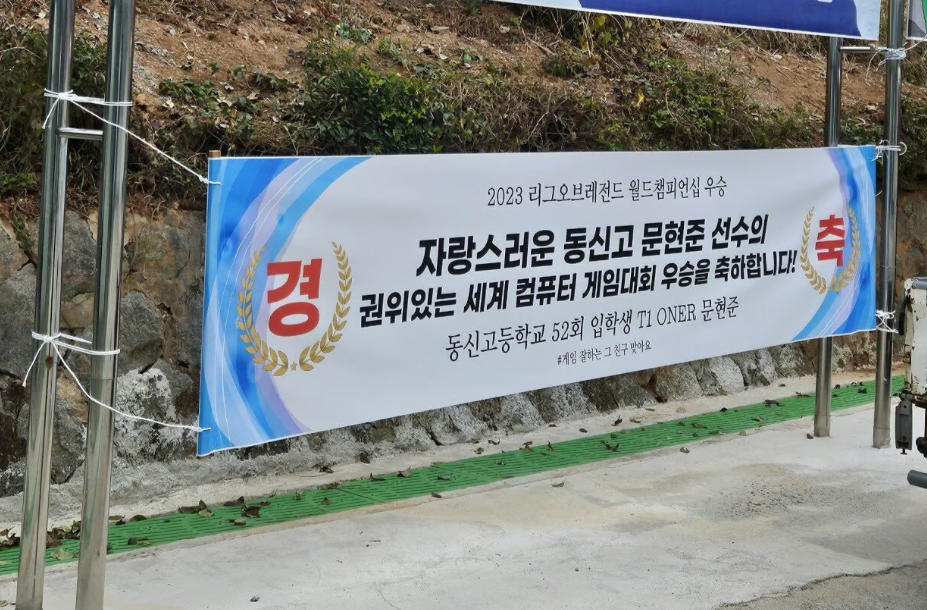 2023 리그오브레전드 월드챔피언십 우승
경
자랑스러운 동신고 문현준 선수의
축
권위있는 세계 컴퓨터 게임대회 우승을 축하합니다!
동신고등학교 52회 입학생 T1 ONER 문현준
#게임 잘하는 그 친구 맞아요